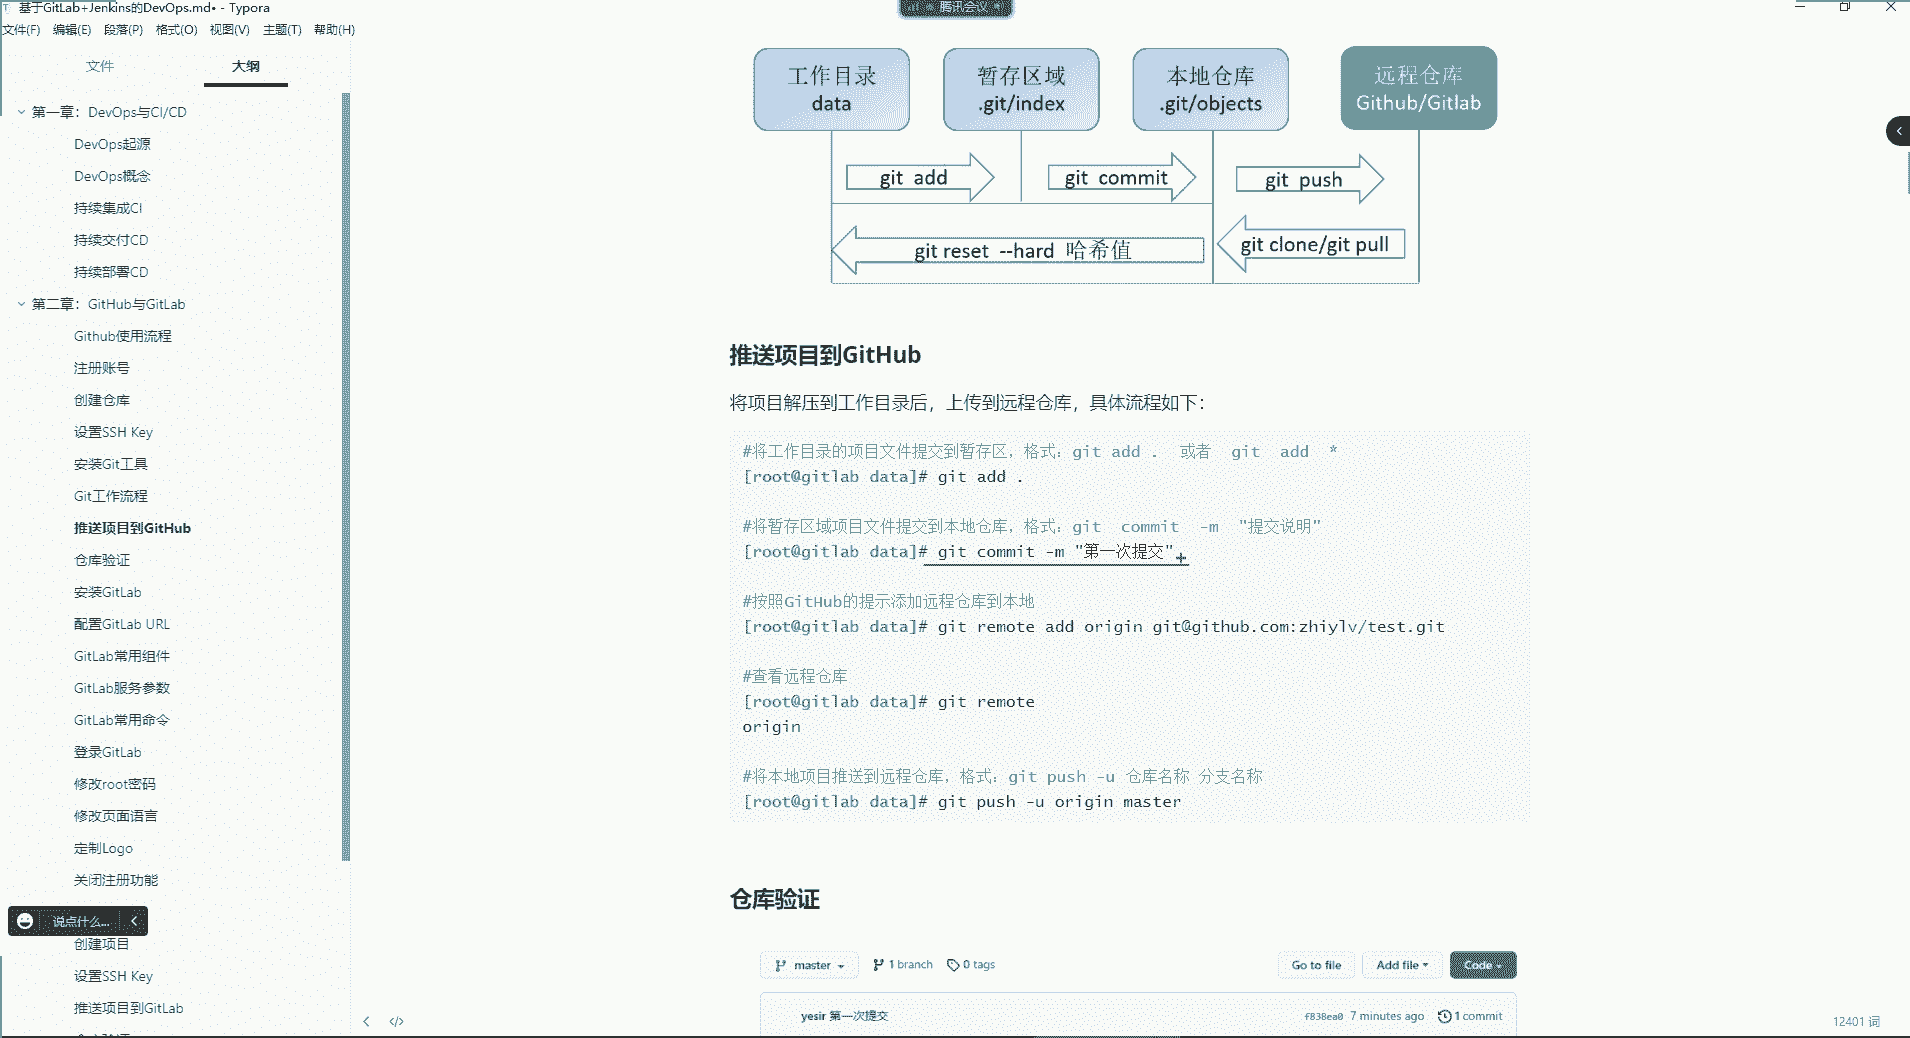 基于GitLab+Jenkins的DevOps.md• - Typora
腾讯会议
文件(F) 编辑(E) 段落(P) 格式(O) 视图(V) 主题(T) 帮助(H)
文件 大纲
第一章：DevOps与CI/CD
DevOps起源
DevOps概念
持续集成CI
持续交付CD
持续部署CD
第二章：GitHub与GitLab
Github使用流程
注册账号
创建仓库
设置SSH Key
安装Git工具
Git工作流程
推送项目到GitHub
仓库验证
安装GitLab
配置GitLab URL
GitLab常用组件
GitLab服务参数
GitLab常用命令
登录GitLab
修改root密码
修改页面语言
定制Logo
关闭注册功能
说点什么...
创建项目
设置SSH Key
推送项目到GitLab
工作目录
data
暂存区域
.git/index
本地仓库
.git/objects
远程仓库
Github/Gitlab
git add
git commit
git push
git reset --hard 哈希值
git clone/git pull
推送项目到GitHub
将项目解压到工作目录后，上传到远程仓库，具体流程如下：
#将工作目录的项目文件提交到暂存区，格式：git add . 或者 git add *
[root@gitlab data]# git add .
#将暂存区域项目文件提交到本地仓库，格式：git commit -m "提交说明"
[root@gitlab data]# git commit -m "第一次提交"
#按照GitHub的提示添加远程仓库到本地
[root@gitlab data]# git remote add origin git@github.com:zhiylv/test.git
#查看远程仓库
[root@gitlab data]# git remote
origin
#将本地项目推送到远程仓库，格式：git push -u 仓库名称 分支名称
[root@gitlab data]# git push -u origin master
仓库验证
master 1 branch 0 tags Go to file Add file Code
yesir 第一次提交 f838ea0 7 minutes ago 1 commit
12401 词